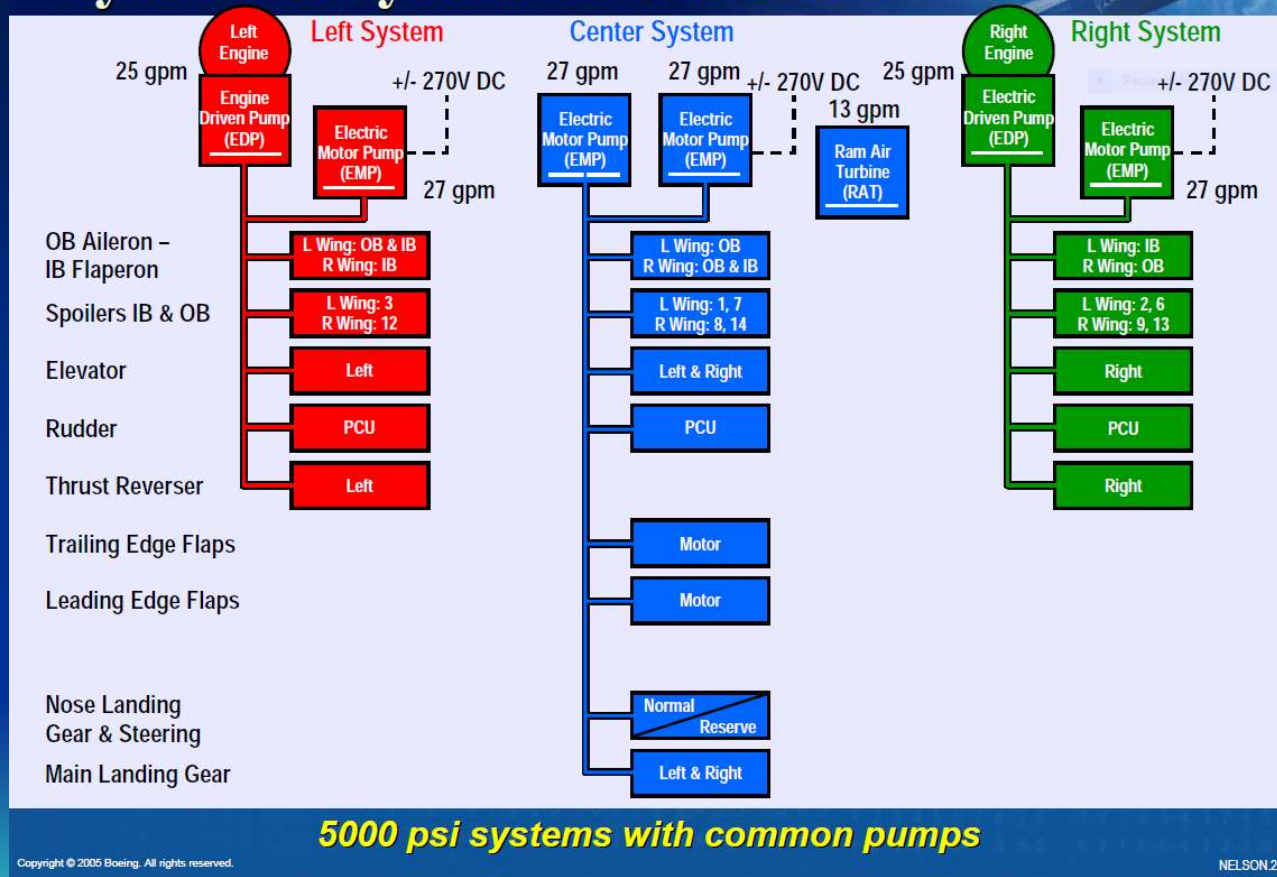 Left
Engine
Left System
Center System
Right
Engine
Right System
25 gpm
+/- 270V DC
27 gpm
27 gpm
+/- 270V DC
25 gpm
+/- 270V DC
13 gpm
Engine
Driven Pump
(EDP)
Electric
Motor Pump
(EMP)
27 gpm
Electric
Motor Pump
(EMP)
Electric
Motor Pump
(EMP)
Ram Air
Turbine
(RAT)
Electric
Driven Pump
(EDP)
Electric
Motor Pump
(EMP)
27 gpm
OB Aileron –
IB Flaperon
L Wing: OB & IB
R Wing: IB
L Wing: OB
R Wing: OB & IB
L Wing: IB
R Wing: OB
Spoilers IB & OB
L Wing: 3
R Wing: 12
L Wing: 1, 7
R Wing: 8, 14
L Wing: 2, 6
R Wing: 9, 13
Elevator
Left
Left & Right
Right
Rudder
PCU
PCU
PCU
Thrust Reverser
Left
Right
Trailing Edge Flaps
Motor
Leading Edge Flaps
Motor
Nose Landing
Gear & Steering
Normal
Reserve
Main Landing Gear
Left & Right
5000 psi systems with common pumps
Copyright © 2005 Boeing. All rights reserved.
NELSON.2